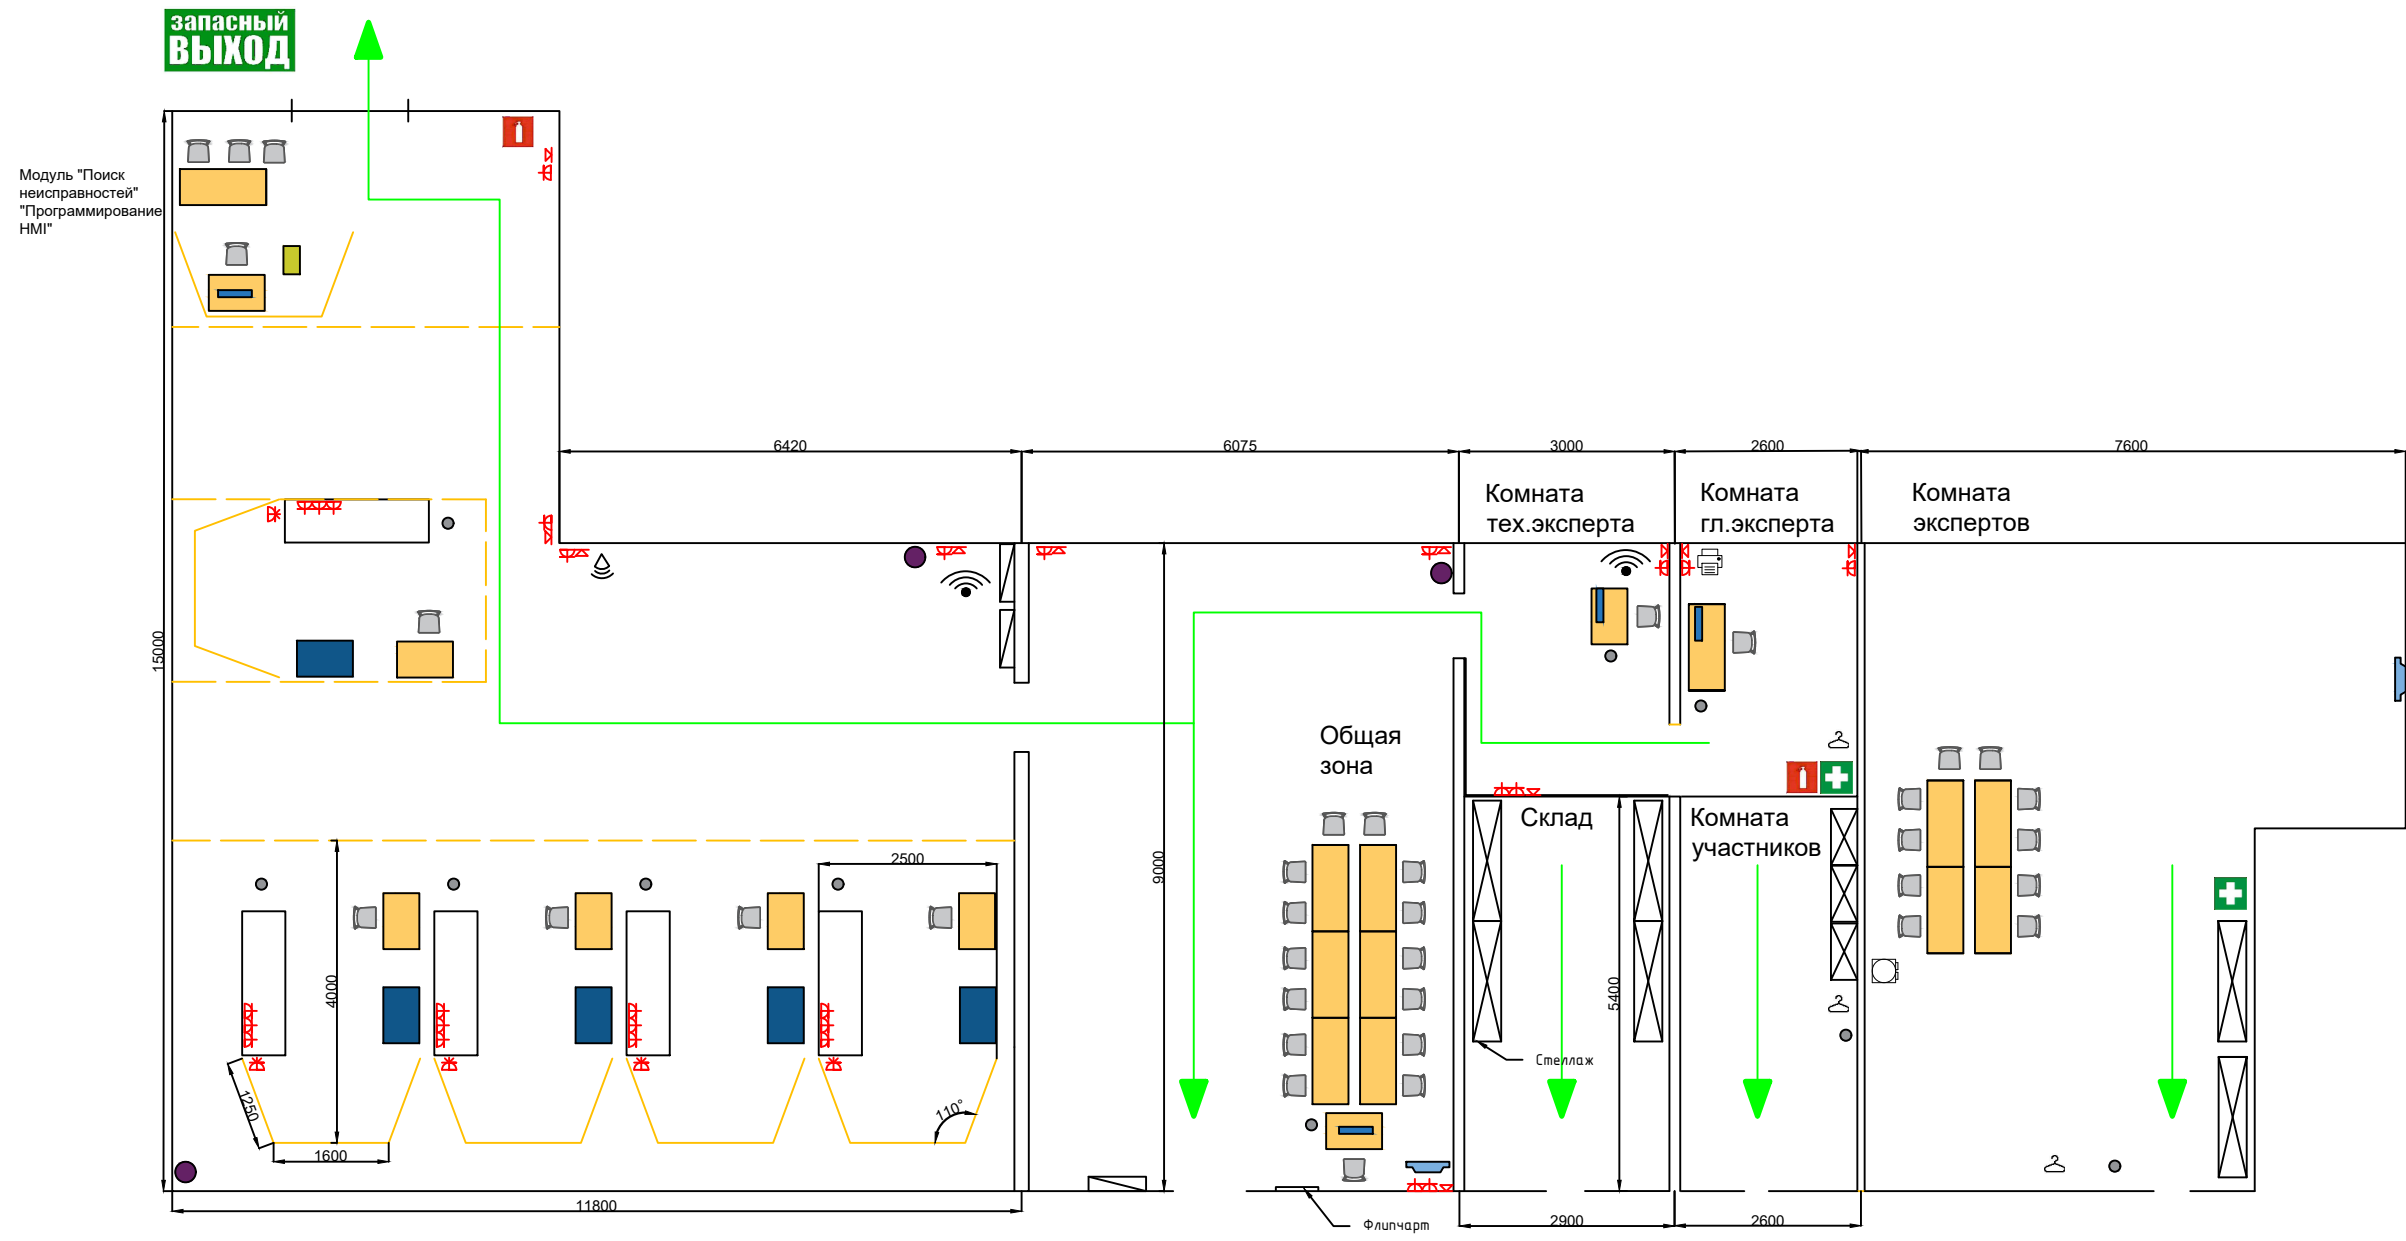 запасный
ВЫХОД
Модуль "Поиск
неисправностей"
"Программирование
HMI"
6420
6075
3000
2600
7600
Комната
тех.эксперта
Комната
гл.эксперта
Комната
экспертов
15000
Общая
зона
Склад
Комната
участников
9000
2500
4000
5400
Стеллаж
1250
110°
1600
11800
Флипчарт
2900
2600